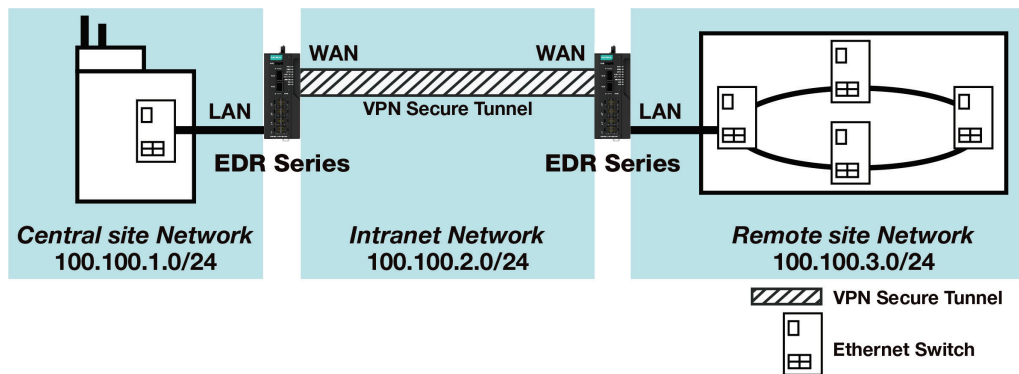 WAN
WAN
LAN
VPN Secure Tunnel
LAN
EDR Series
EDR Series
Central site Network
100.100.1.0/24
Intranet Network
100.100.2.0/24
Remote site Network
100.100.3.0/24
VPN Secure Tunnel
Ethernet Switch